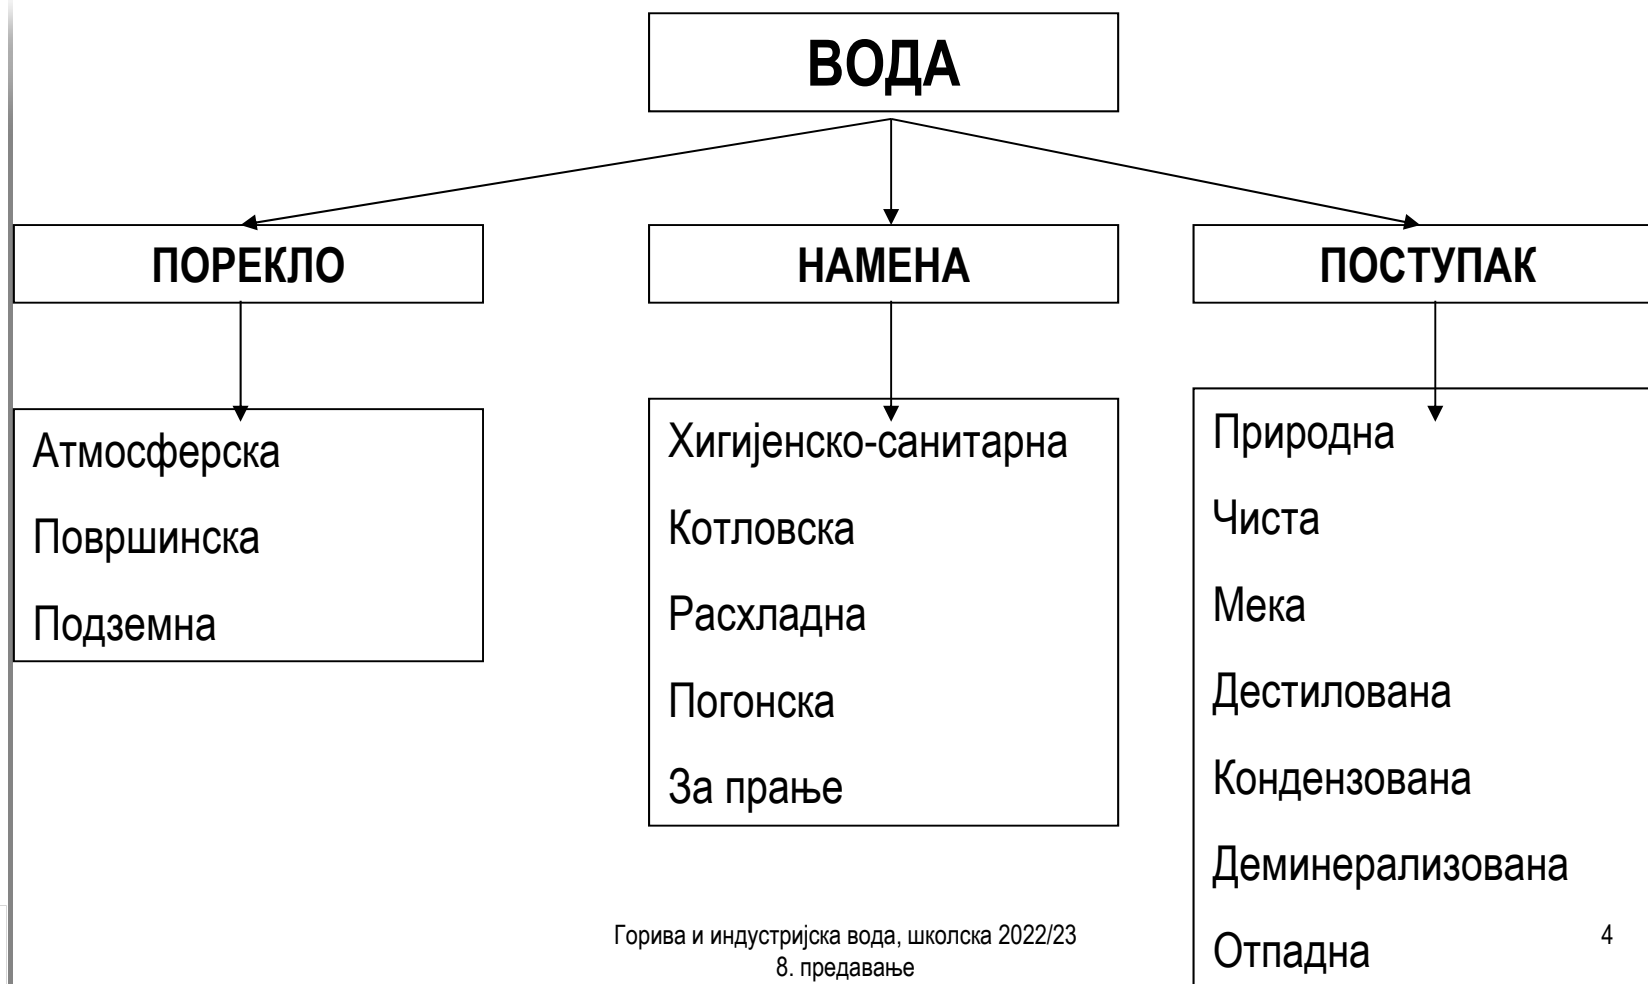 ВОДА
ПОРЕКЛО
НАМЕНА
ПОСТУПАК
Атмосферска
Површинска
Подземна
Хигијенско-санитарна
Котловска
Расхладна
Погонска
За прање
Природна
Чиста
Мека
Дестилована
Кондензована
Деминерализована
Отпадна
Горива и индустријска вода, школска 2022/23
8. предавање
4